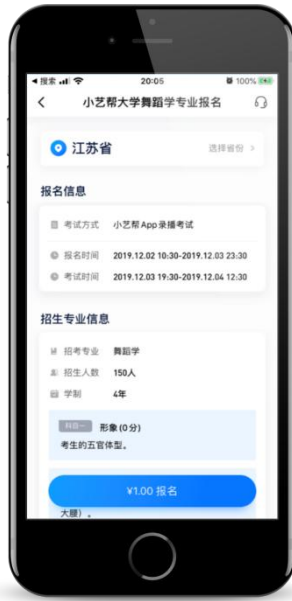 搜索 20:05 100%
小艺帮大学舞蹈学专业报名
江苏省 选择省份 >
报名信息
考试方式 小艺帮App录播考试
报名时间 2019.12.02 10:30-2019.12.03 23:30
考试时间 2019.12.03 19:30-2019.12.04 12:30
招生专业信息
招考专业 舞蹈学
招生人数 150人
学制 4年
科目一 形象 (0分)
考生的五官体型。
¥1.00 报名
大腿）。